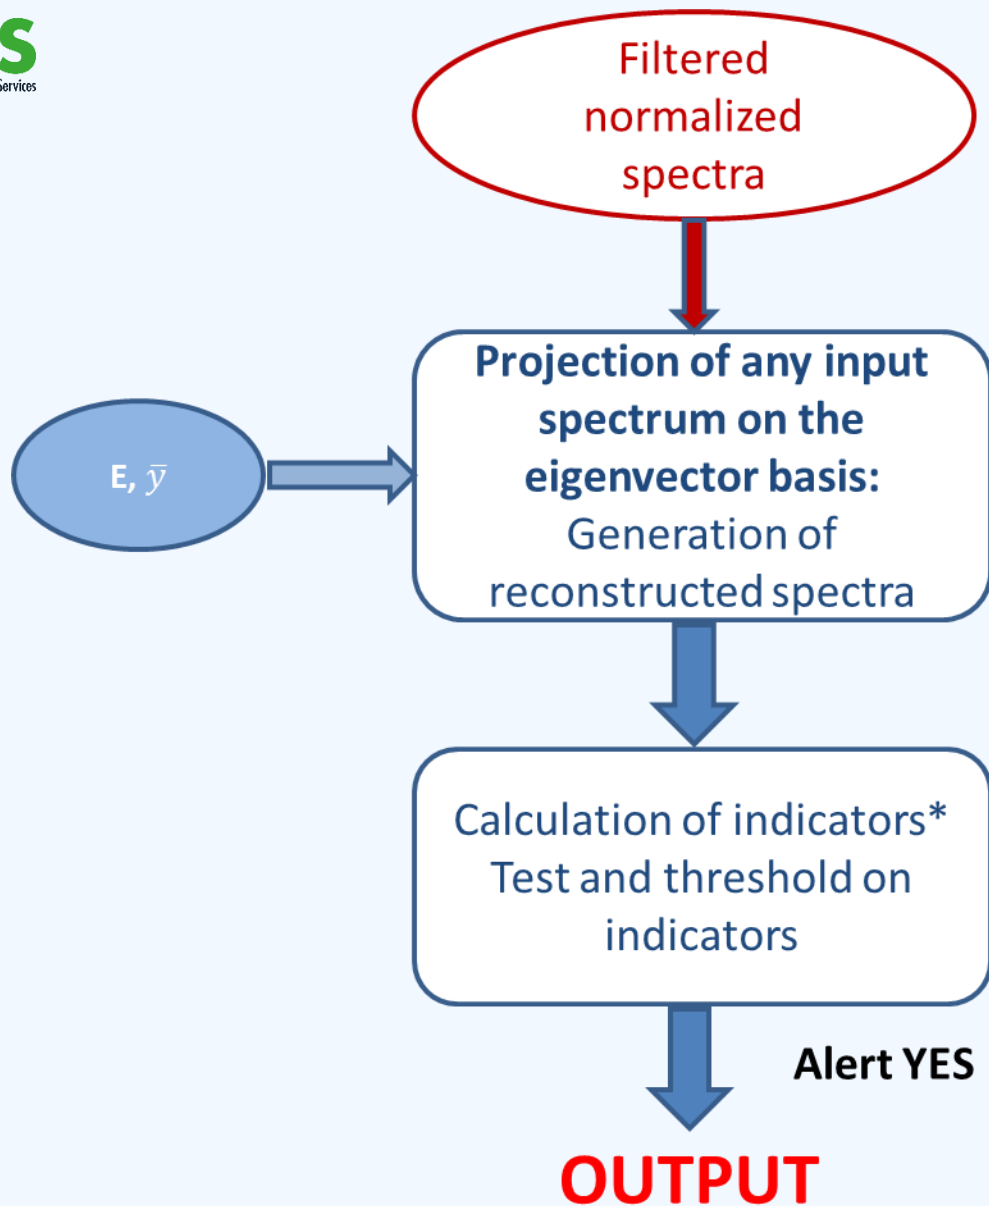 S
Services
Filtered
normalized
spectra
Projection of any input
spectrum on the
eigenvector basis:
Generation of
reconstructed spectra
E, ȳ
Calculation of indicators*
Test and threshold on
indicators
Alert YES
OUTPUT